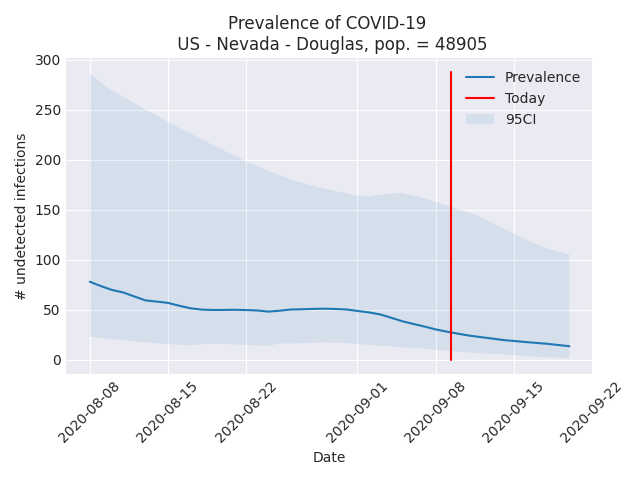 Prevalence of COVID-19
US - Nevada - Douglas, pop. = 48905
300
250
200
150
100
50
0
# undetected infections
Prevalence
Today
95CI
2020-08-08
2020-08-15
2020-08-22
2020-09-01
2020-09-08
2020-09-15
2020-09-22
Date